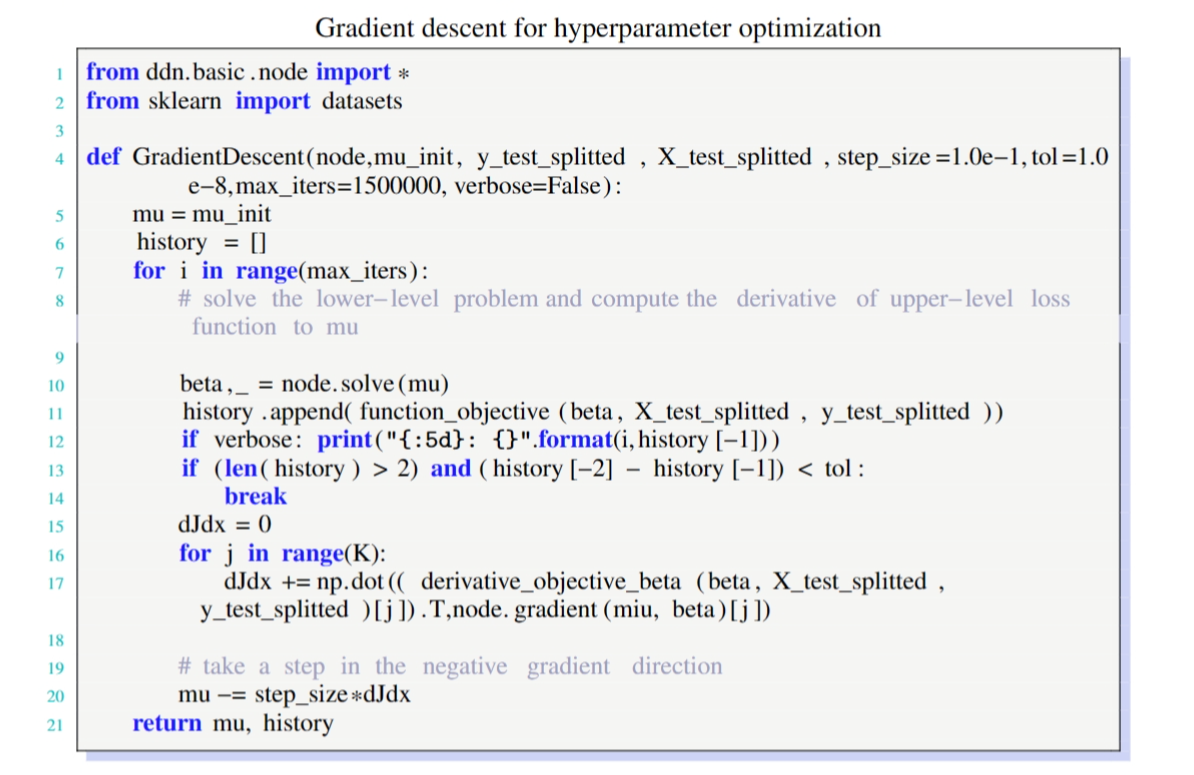 Gradient descent for hyperparameter optimization
1 from ddn.basic.node import *
2 from sklearn import datasets
3
4 def GradientDescent(node,mu_init, y_test_splitted , X_test_splitted , step_size=1.0e−1,tol=1.0
e−8,max_iters=1500000, verbose=False):
5 mu = mu_init
6 history = []
7 for i in range(max_iters):
8 # solve the lower−level problem and compute the derivative of upper−level loss
function to mu
9
10 beta,_ = node.solve(mu)
11 history.append( function_objective (beta, X_test_splitted , y_test_splitted ))
12 if verbose: print("{:5d}: {}".format(i,history[−1]))
13 if (len( history ) > 2) and (history[−2] − history[−1]) < tol:
14 break
15 dJdx = 0
16 for j in range(K):
17 dJdx += np.dot(( derivative_objective_beta (beta, X_test_splitted ,
y_test_splitted )[j]).T,node.gradient(miu, beta)[j])
18
19 # take a step in the negative gradient direction
20 mu −= step_size*dJdx
21 return mu, history